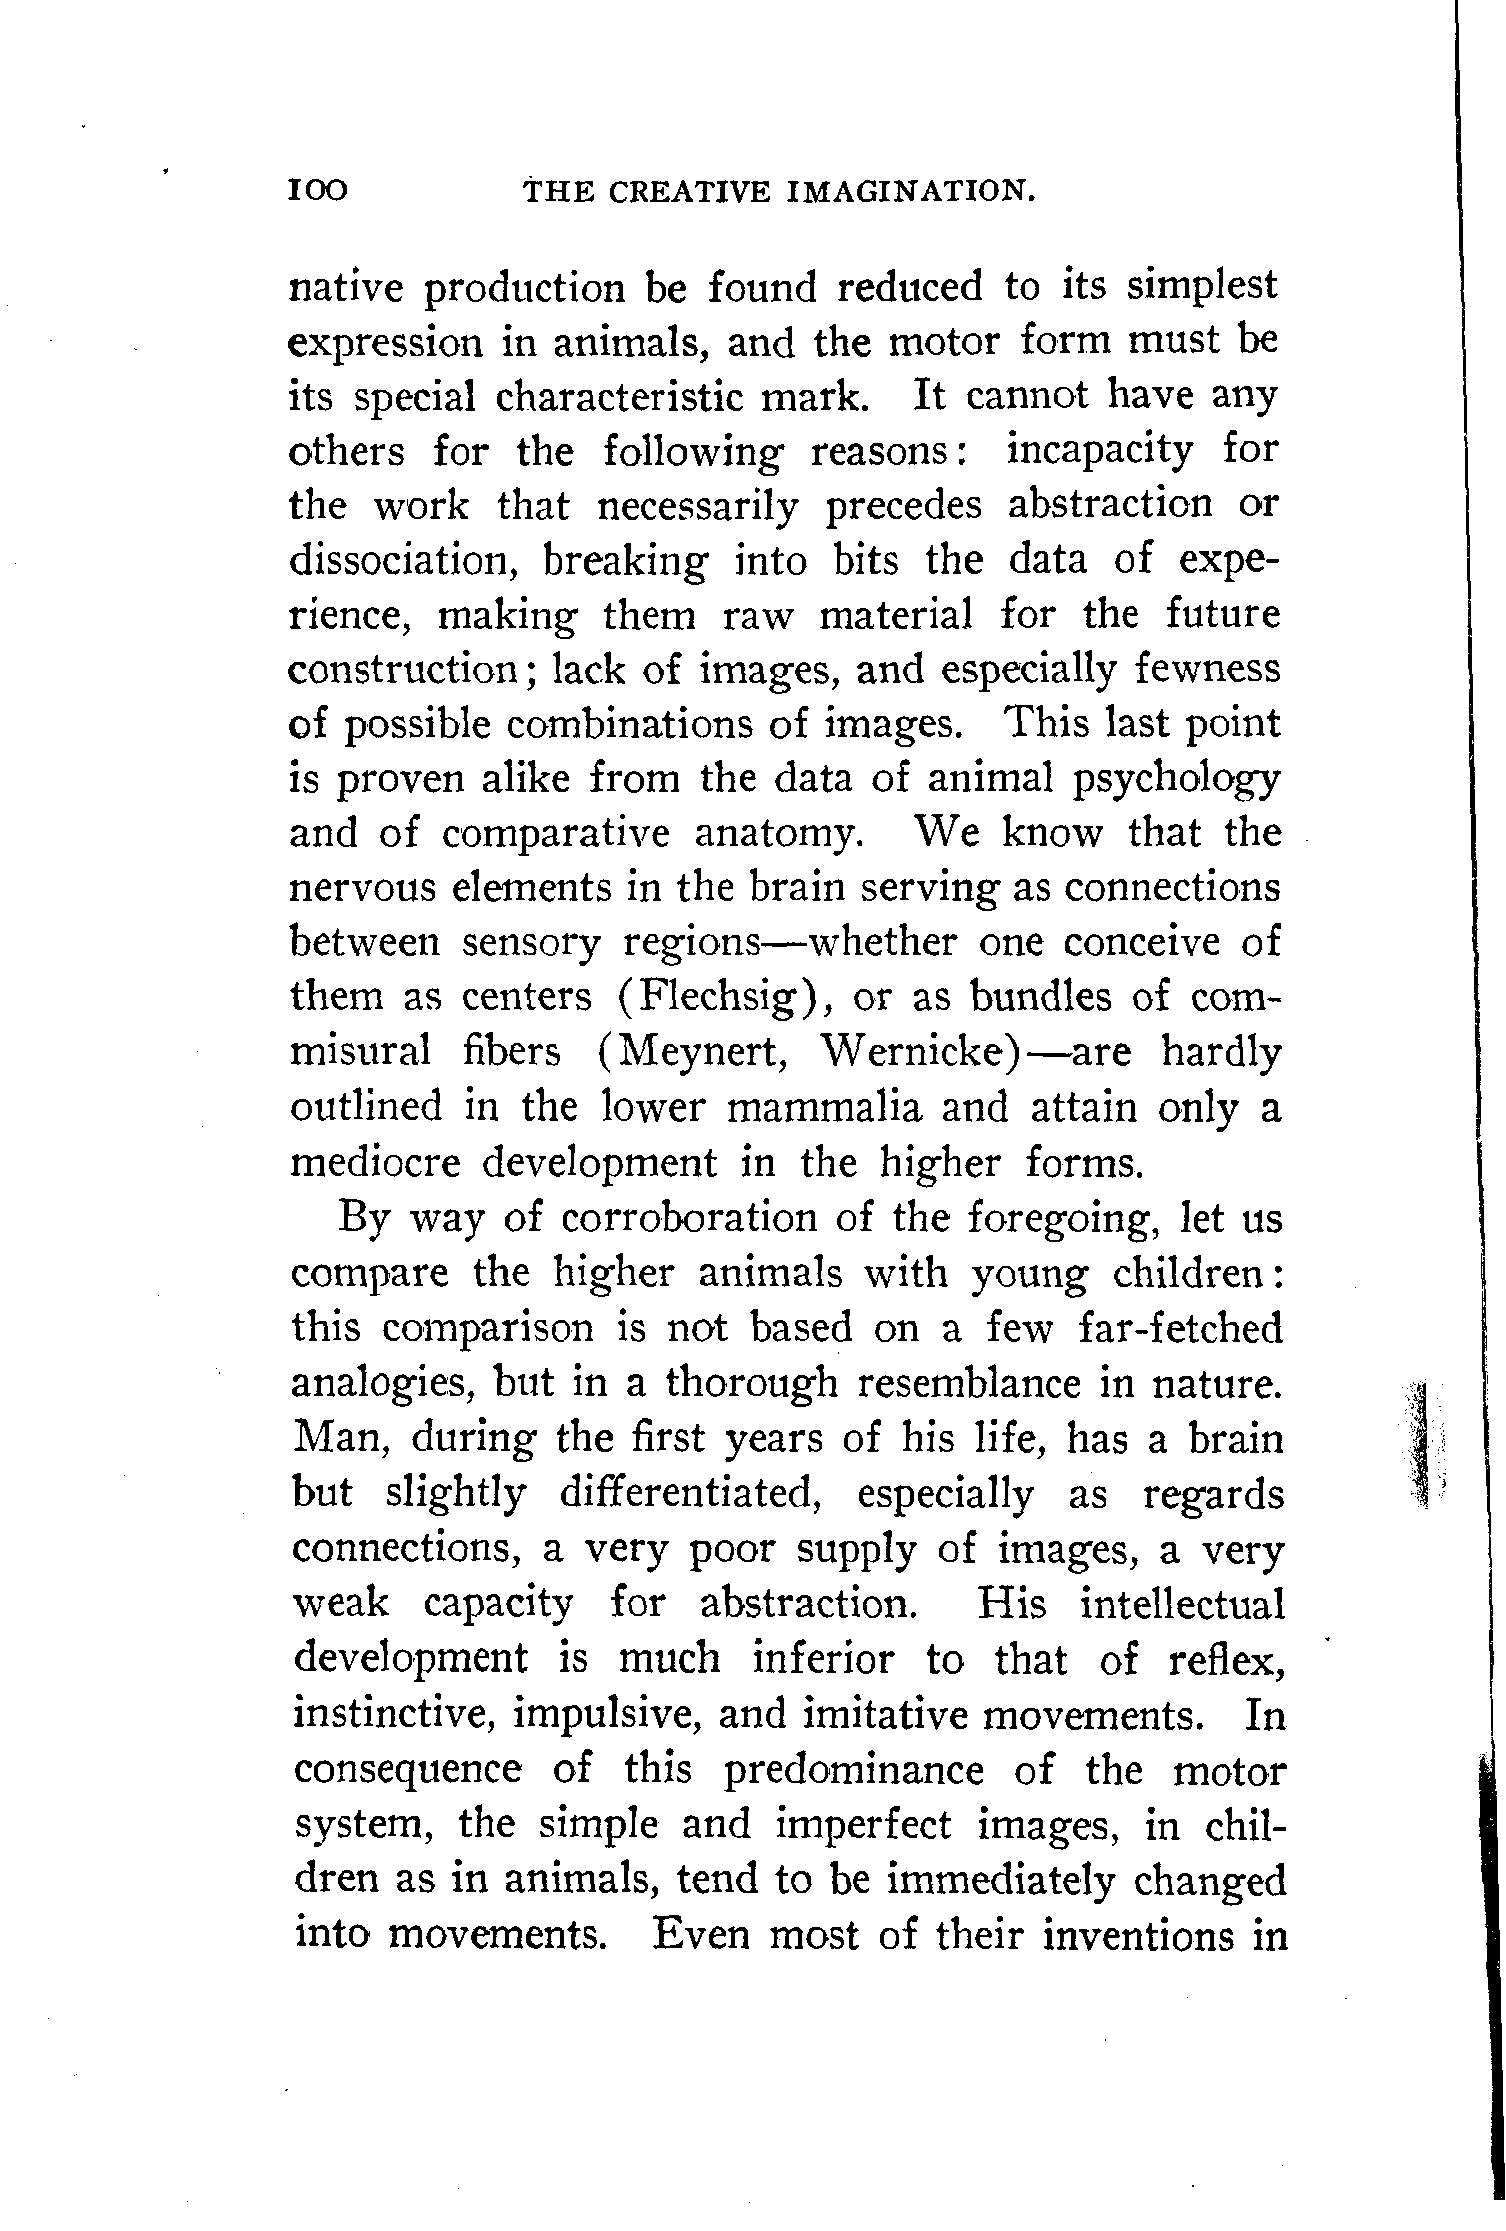 100 THE CREATIVE IMAGINATION.
native production be found reduced to its simplest
expression in animals, and the motor form must be
its special characteristic mark. It cannot have any
others for the following reasons: incapacity for
the work that necessarily precedes abstraction or
dissociation, breaking into bits the data of expe-
rience, making them raw material for the future
construction; lack of images, and especially fewness
of possible combinations of images. This last point
is proven alike from the data of animal psychology
and of comparative anatomy. We know that the
nervous elements in the brain serving as connections
between sensory regions—whether one conceive of
them as centers (Flechsig), or as bundles of com-
misural fibers (Meynert, Wernicke)—are hardly
outlined in the lower mammalia and attain only a
mediocre development in the higher forms.
By way of corroboration of the foregoing, let us
compare the higher animals with young children:
this comparison is not based on a few far-fetched
analogies, but in a thorough resemblance in nature.
Man, during the first years of his life, has a brain
but slightly differentiated, especially as regards
connections, a very poor supply of images, a very
weak capacity for abstraction. His intellectual
development is much inferior to that of reflex,
instinctive, impulsive, and imitative movements. In
consequence of this predominance of the motor
system, the simple and imperfect images, in chil-
dren as in animals, tend to be immediately changed
into movements. Even most of their inventions in